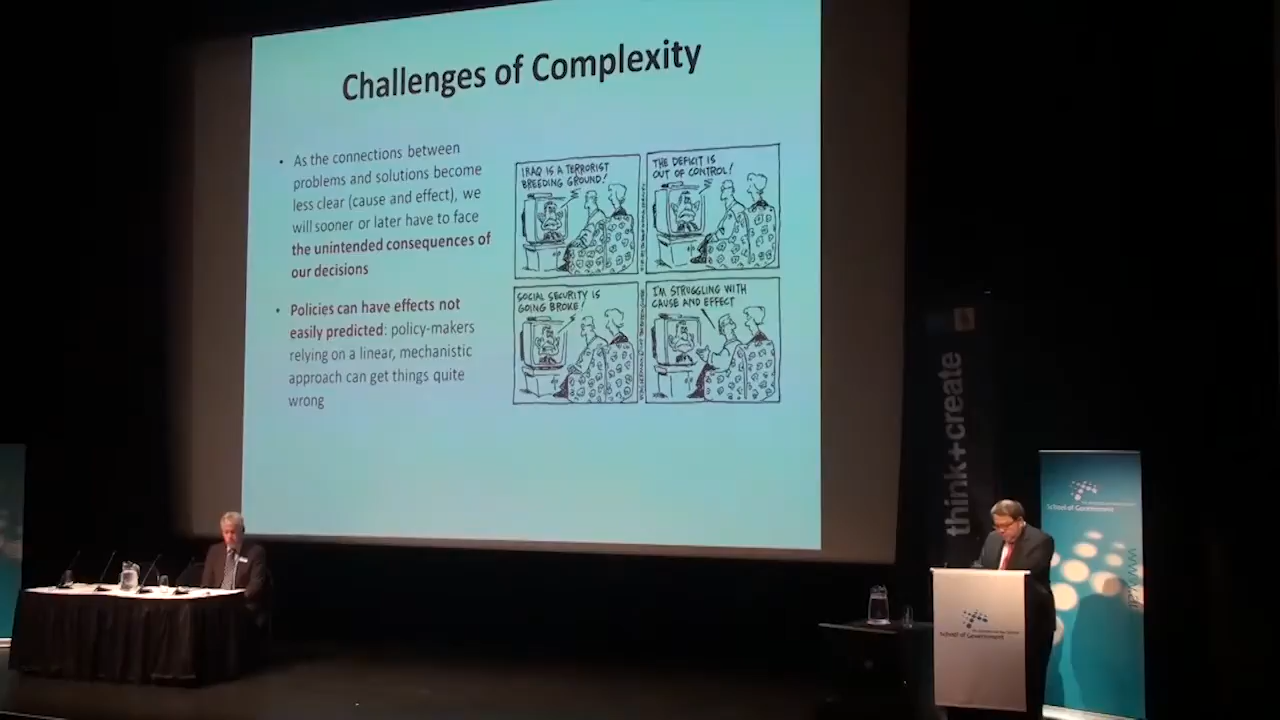 Challenges of Complexity
• As the connections between
problems and solutions become
less clear (cause and effect), we
will sooner or later have to face
the unintended consequences of
our decisions
• Policies can have effects not
easily predicted: policy-makers
relying on a linear, mechanistic
approach can get things quite
wrong
IRAQ IS A TERRORIST
BREEDING GROUND!
THE DEFICIT IS
OUT OF CONTROL!
SOCIAL SECURITY IS
GOING BROKE!
I'M STRUGGLING WITH
CAUSE AND EFFECT
think+create
School of Government
School of Government